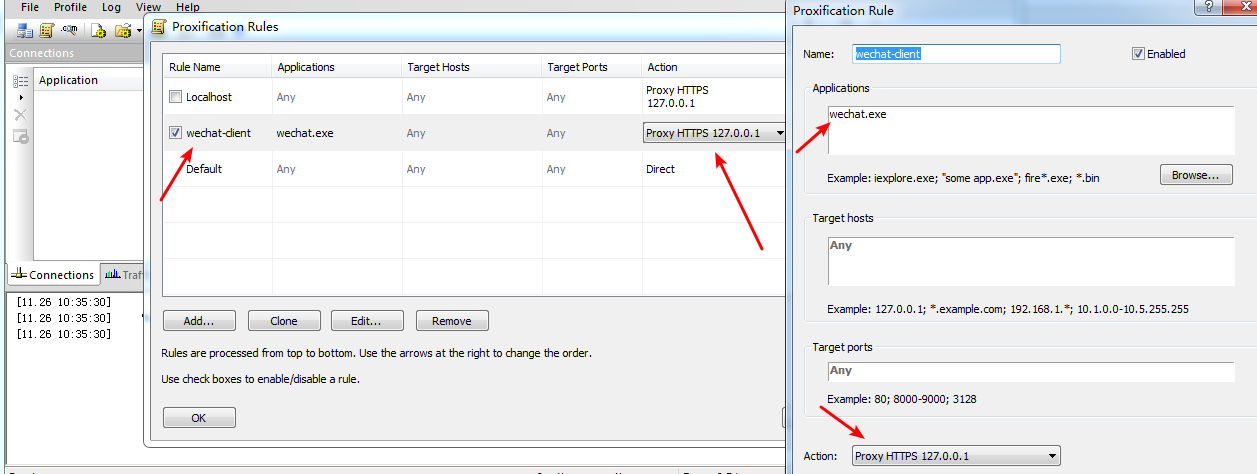 File Profile Log View Help
Connections
Application
Connections
Traff
[11.26 10:35:30]
[11.26 10:35:30]
[11.26 10:35:30]
Proxification Rules
Rule Name Applications Target Hosts Target Ports Action
Localhost Any Any Any Proxy HTTPS
127.0.0.1
wechat-client wechat.exe Any Any Proxy HTTPS 127.0.0.1
Default Any Any Any Direct
Add... Clone Edit... Remove
Rules are processed from top to bottom. Use the arrows at the right to change the order.
Use check boxes to enable/disable a rule.
OK
Proxification Rule
Name: wechat-client Enabled
Applications
wechat.exe
Example: iexplore.exe; "some app.exe"; fire*.exe; *.bin
Browse...
Target hosts
Any
Example: 127.0.0.1; *.example.com; 192.168.1.*; 10.1.0.0-10.5.255.255
Target ports
Any
Example: 80; 8000-9000; 3128
Action: Proxy HTTPS 127.0.0.1